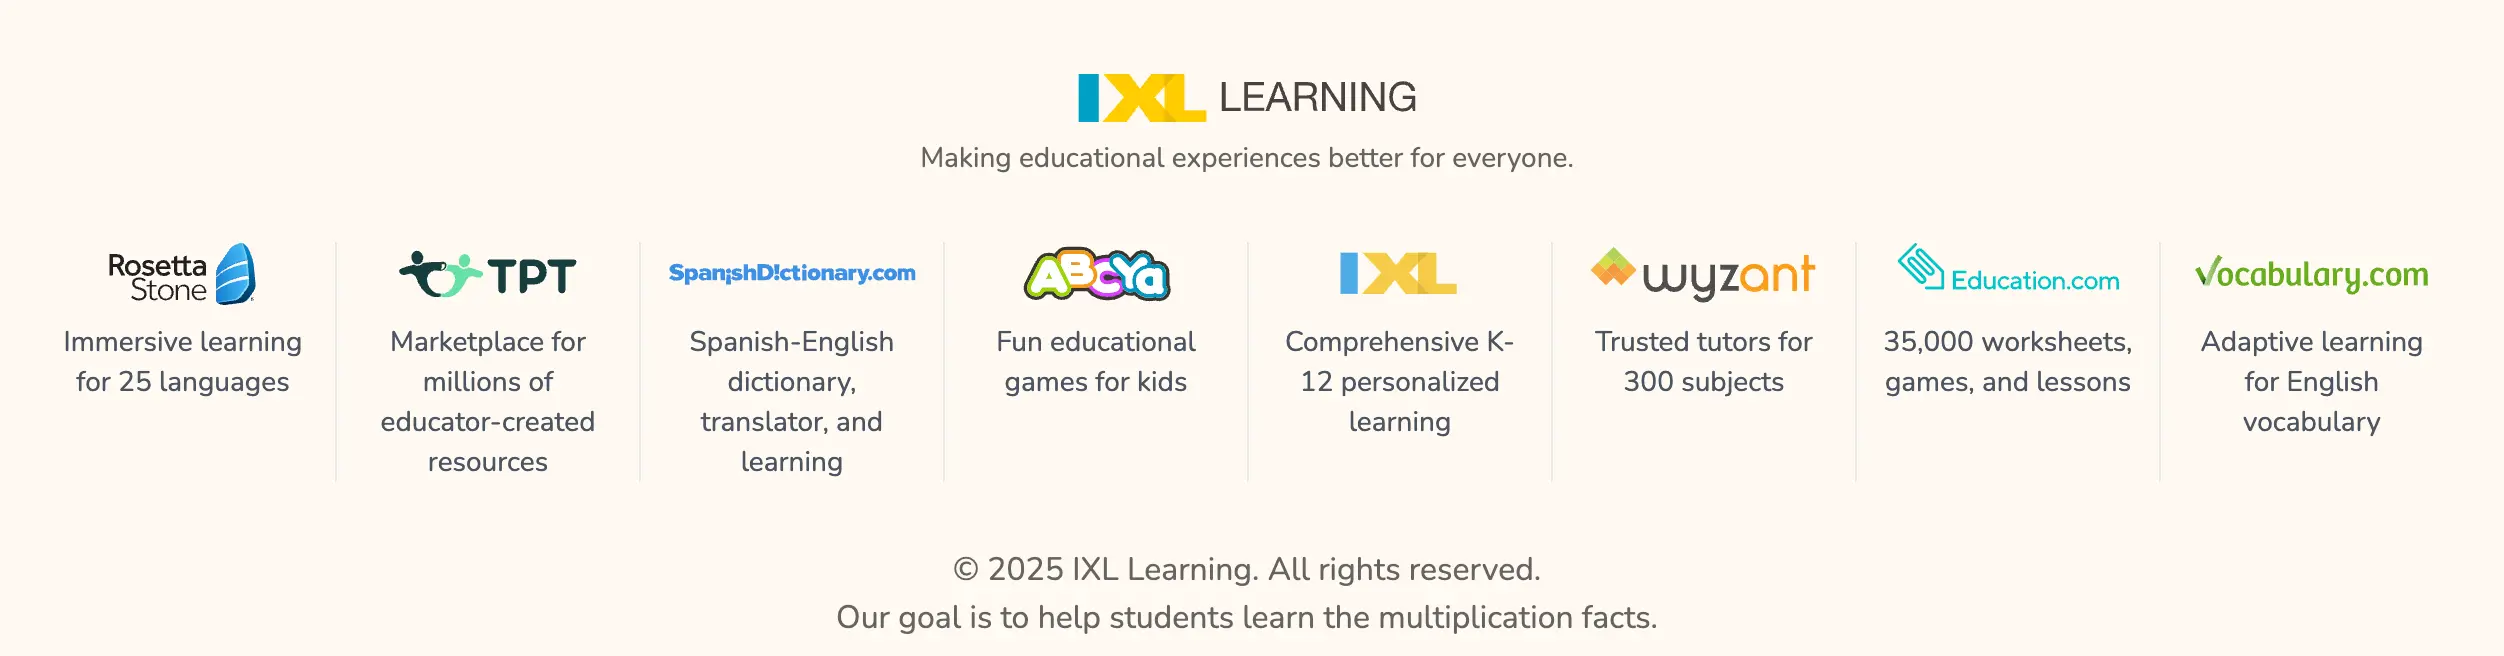 IXL LEARNING
Making educational experiences better for everyone.
Rosetta
Stone
Immersive learning
for 25 languages
TPT
Marketplace for
millions of
educator-created
resources
SpanishD!ctionary.com
Spanish-English
dictionary,
translator, and
learning
ABCYa
Fun educational
games for kids
IXL
Comprehensive K-
12 personalized
learning
wyzant
Trusted tutors for
300 subjects
Education.com
35,000 worksheets,
games, and lessons
Vocabulary.com
Adaptive learning
for English
vocabulary
© 2025 IXL Learning. All rights reserved.
Our goal is to help students learn the multiplication facts.